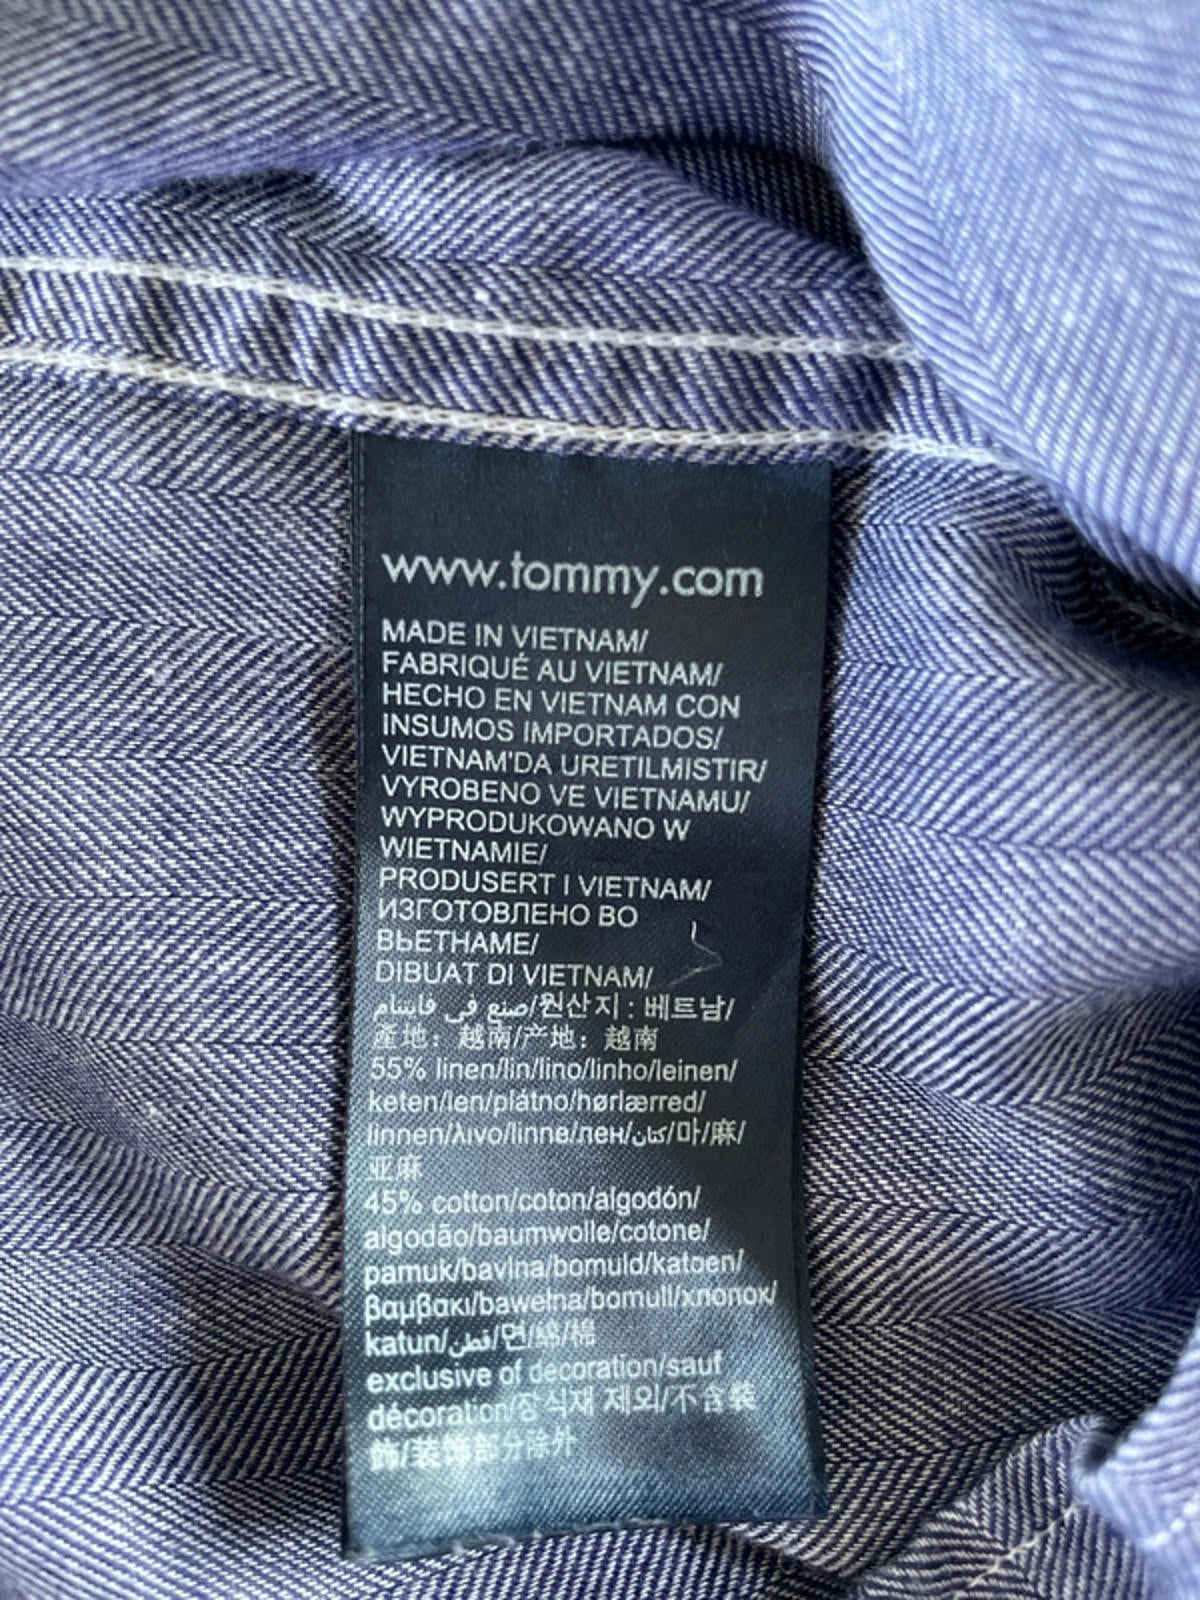 www.tommy.com
MADE IN VIETNAM/
FABRIQUÉ AU VIETNAM/
HECHO EN VIETNAM CON
INSUMOS IMPORTADOS/
VIETNAM'DA URETILMISTIR/
VYROBENO VE VIETNAMU/
WYPRODUKOWANO W
WIETNAMIE/
PRODUSERT I VIETNAM/
ИЗГОТОВЛЕНО ВО
ВЬЕТНАМЕ/
DIBUAT DI VIETNAM/
صنع في فاسام/원산지 : 베트남/
產地：越南/产地：越南
55% linen/lin/lino/linho/leinen/
keten/len/plátno/hørlærred/
linnen/λινο/linne/лен/كتان/마/麻/
亚麻
45% cotton/coton/algodón/
algodão/baumwolle/cotone/
pamuk/bavlna/bomuld/katoen/
βαμβακι/bawełna/bomull/хлопок/
katun/قطن/면/綿/棉
exclusive of decoration/sauf
décoration/장식재 제외/不含裝
飾/装饰部分除外